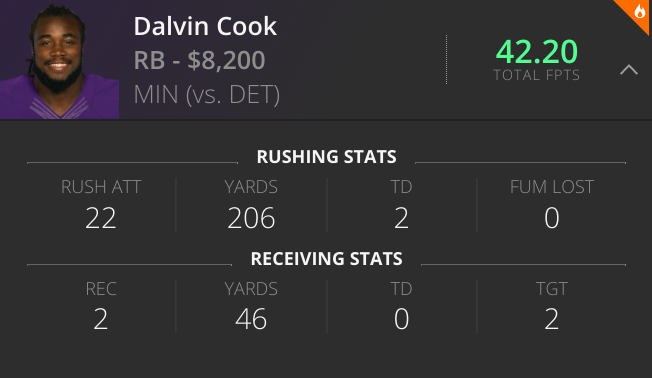 Dalvin Cook
RB - $8,200
MIN (vs. DET)
42.20
TOTAL FPTS
RUSHING STATS
RUSH ATT YARDS TD FUM LOST
22 206 2 0
RECEIVING STATS
REC YARDS TD TGT
2 46 0 2